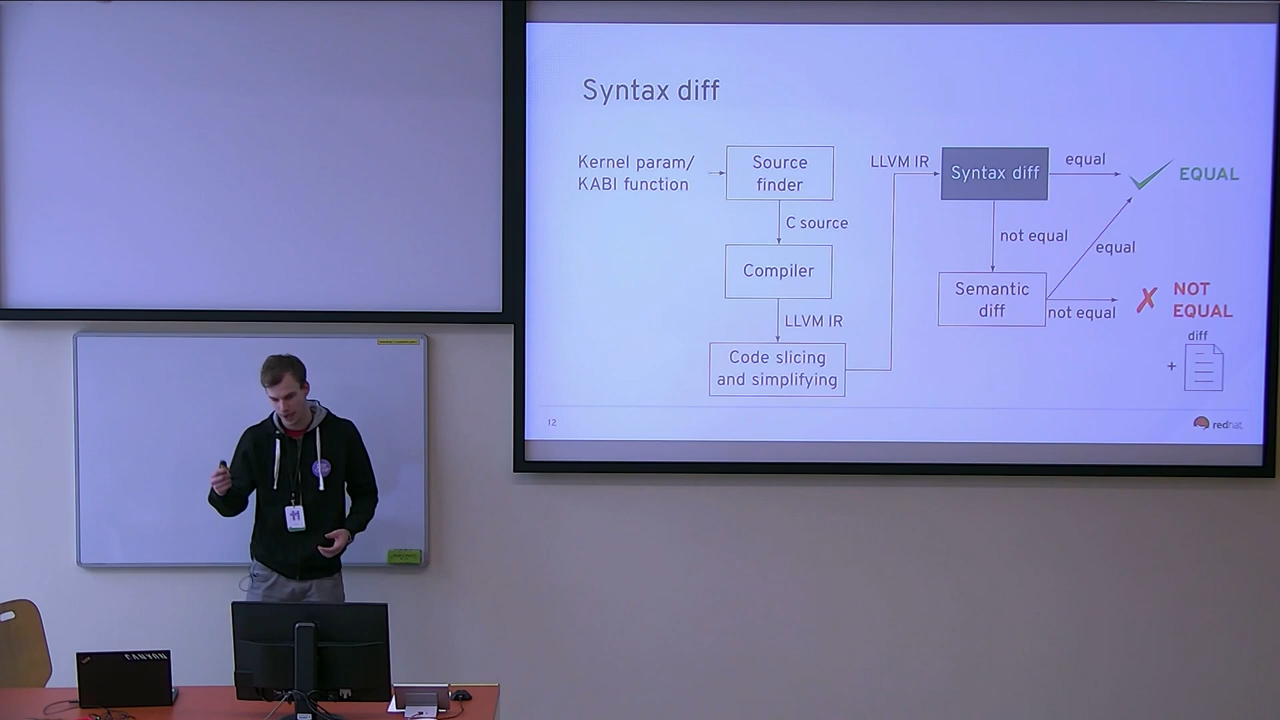 Syntax diff
Kernel param/
KABI function
Source
finder
C source
Compiler
LLVM IR
Code slicing
and simplifying
LLVM IR
Syntax diff
equal
EQUAL
not equal
equal
Semantic
diff
not equal
NOT
EQUAL
diff
+
12
redhat
CANYON